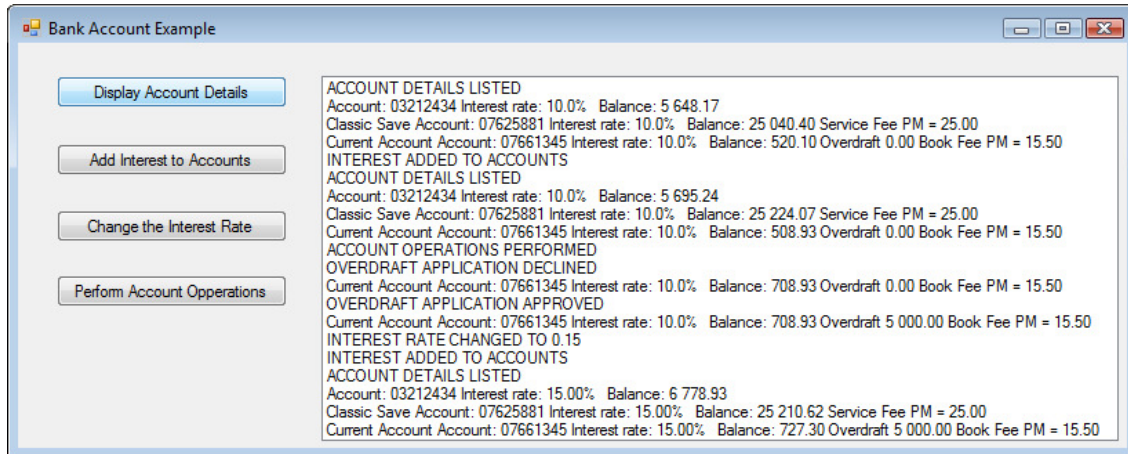 Bank Account Example
Display Account Details
Add Interest to Accounts
Change the Interest Rate
Perform Account Opperations
ACCOUNT DETAILS LISTED
Account: 03212434 Interest rate: 10.0% Balance: 5 648.17
Classic Save Account: 07625881 Interest rate: 10.0% Balance: 25 040.40 Service Fee PM = 25.00
Current Account Account: 07661345 Interest rate: 10.0% Balance: 520.10 Overdraft 0.00 Book Fee PM = 15.50
INTEREST ADDED TO ACCOUNTS
ACCOUNT DETAILS LISTED
Account: 03212434 Interest rate: 10.0% Balance: 5 695.24
Classic Save Account: 07625881 Interest rate: 10.0% Balance: 25 224.07 Service Fee PM = 25.00
Current Account Account: 07661345 Interest rate: 10.0% Balance: 508.93 Overdraft 0.00 Book Fee PM = 15.50
ACCOUNT OPERATIONS PERFORMED
OVERDRAFT APPLICATION DECLINED
Current Account Account: 07661345 Interest rate: 10.0% Balance: 708.93 Overdraft 0.00 Book Fee PM = 15.50
OVERDRAFT APPLICATION APPROVED
Current Account Account: 07661345 Interest rate: 10.0% Balance: 708.93 Overdraft 5 000.00 Book Fee PM = 15.50
INTEREST RATE CHANGED TO 0.15
INTEREST ADDED TO ACCOUNTS
ACCOUNT DETAILS LISTED
Account: 03212434 Interest rate: 15.00% Balance: 6 778.93
Classic Save Account: 07625881 Interest rate: 15.00% Balance: 25 210.62 Service Fee PM = 25.00
Current Account Account: 07661345 Interest rate: 15.00% Balance: 727.30 Overdraft 5 000.00 Book Fee PM = 15.50